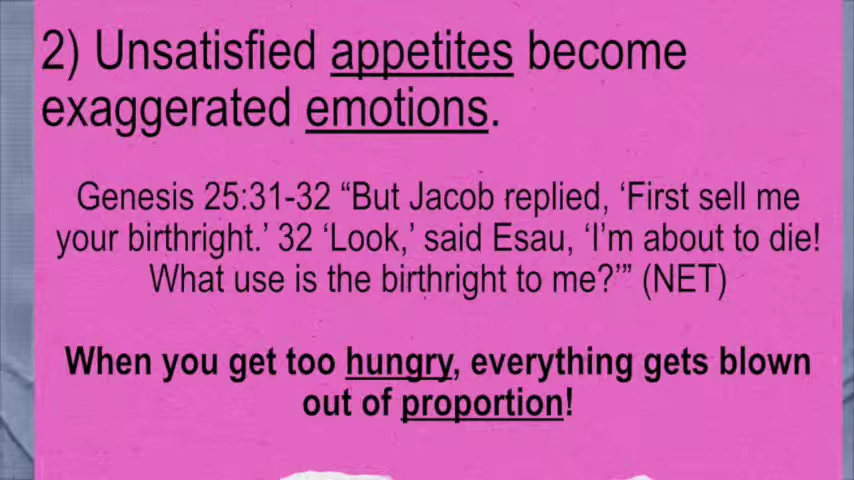 2) Unsatisfied appetites become
exaggerated emotions.
Genesis 25:31-32 “But Jacob replied, ‘First sell me
your birthright.’ 32 ‘Look,’ said Esau, ‘I’m about to die!
What use is the birthright to me?’” (NET)
When you get too hungry, everything gets blown
out of proportion!